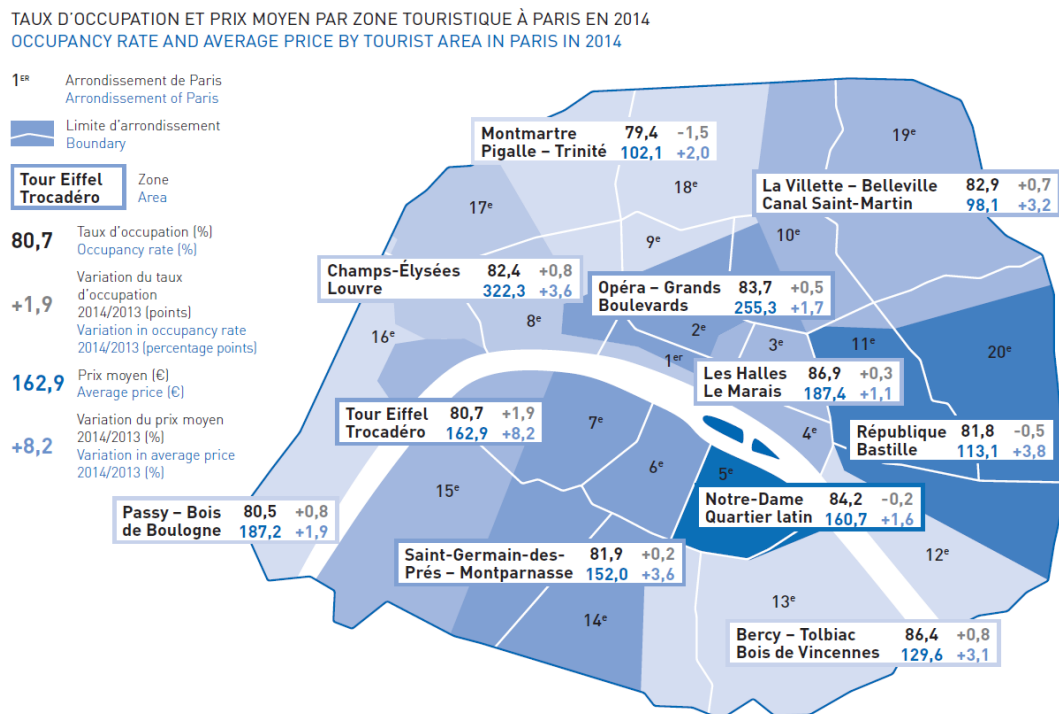 TAUX D'OCCUPATION ET PRIX MOYEN PAR ZONE TOURISTIQUE À PARIS EN 2014
OCCUPANCY RATE AND AVERAGE PRICE BY TOURIST AREA IN PARIS IN 2014
1ER Arrondissement de Paris
Arrondissement of Paris
Limite d'arrondissement
Boundary
Tour Eiffel Zone
Trocadéro Area
80,7 Taux d'occupation (%)
Occupancy rate (%)
Variation du taux
d'occupation
+1,9 2014/2013 (points)
Variation in occupancy rate
2014/2013 (percentage points)
162,9 Prix moyen (€)
Average price (€)
Variation du prix moyen
2014/2013 (%)
+8,2 Variation in average price
2014/2013 (%)
Montmartre 79,4 -1,5
Pigalle – Trinité 102,1 +2,0
19e
18e
La Villette – Belleville 82,9 +0,7
Canal Saint-Martin 98,1 +3,2
17e
9e
10e
Champs-Élysées 82,4 +0,8
Louvre 322,3 +3,6
Opéra – Grands 83,7 +0,5
Boulevards 255,3 +1,7
8e
2e
16e
3e
11e
20e
1er
Les Halles 86,9 +0,3
Le Marais 187,4 +1,1
Tour Eiffel 80,7 +1,9
Trocadéro 162,9 +8,2
7e
4e
République 81,8 -0,5
Bastille 113,1 +3,8
6e
5e
15e
Notre-Dame 84,2 -0,2
Quartier latin 160,7 +1,6
Passy – Bois 80,5 +0,8
de Boulogne 187,2 +1,9
Saint-Germain-des- 81,9 +0,2
Prés – Montparnasse 152,0 +3,6
12e
13e
14e
Bercy – Tolbiac 86,4 +0,8
Bois de Vincennes 129,6 +3,1